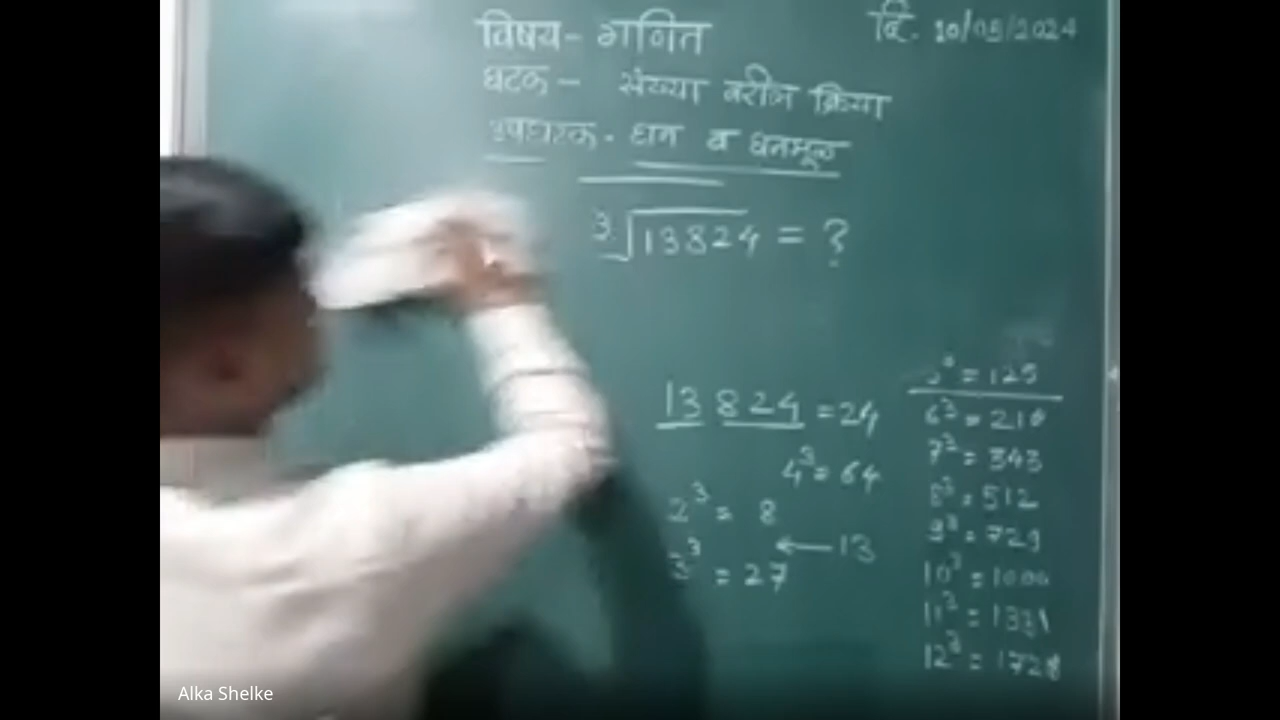 विषय- गणित
दि. 10/05/2024
घटक - संख्या वरील क्रिया
उपघटक - घन व घनमूळ
3√13824 = ?
13 824 = 24
4³ = 64
2³ = 8
← 13
3³ = 27
= 125
6³ = 216
7³ = 343
8³ = 512
9³ = 729
10³ = 1000
11³ = 1331
12³ = 1728
Alka Shelke